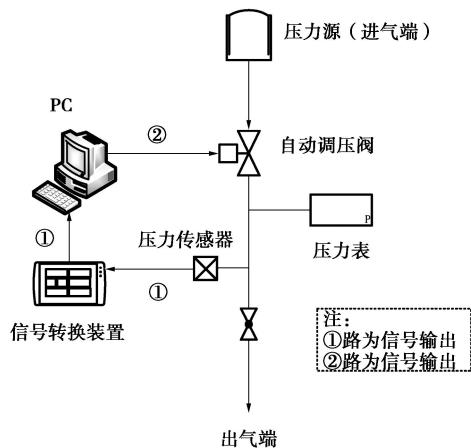 压力源（进气端）
PC
②
自动调压阀
P
压力表
压力传感器
①
①
信号转换装置
注：
①路为信号输出
②路为信号输出
出气端